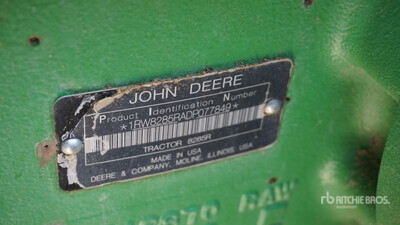 JOHN DEERE
Product Identification Number
*1RW8285RADP077849*
TRACTOR 8285R
MADE IN USA
DEERE & COMPANY, MOLINE, ILLINOIS, USA
rb RITCHIE BROS.